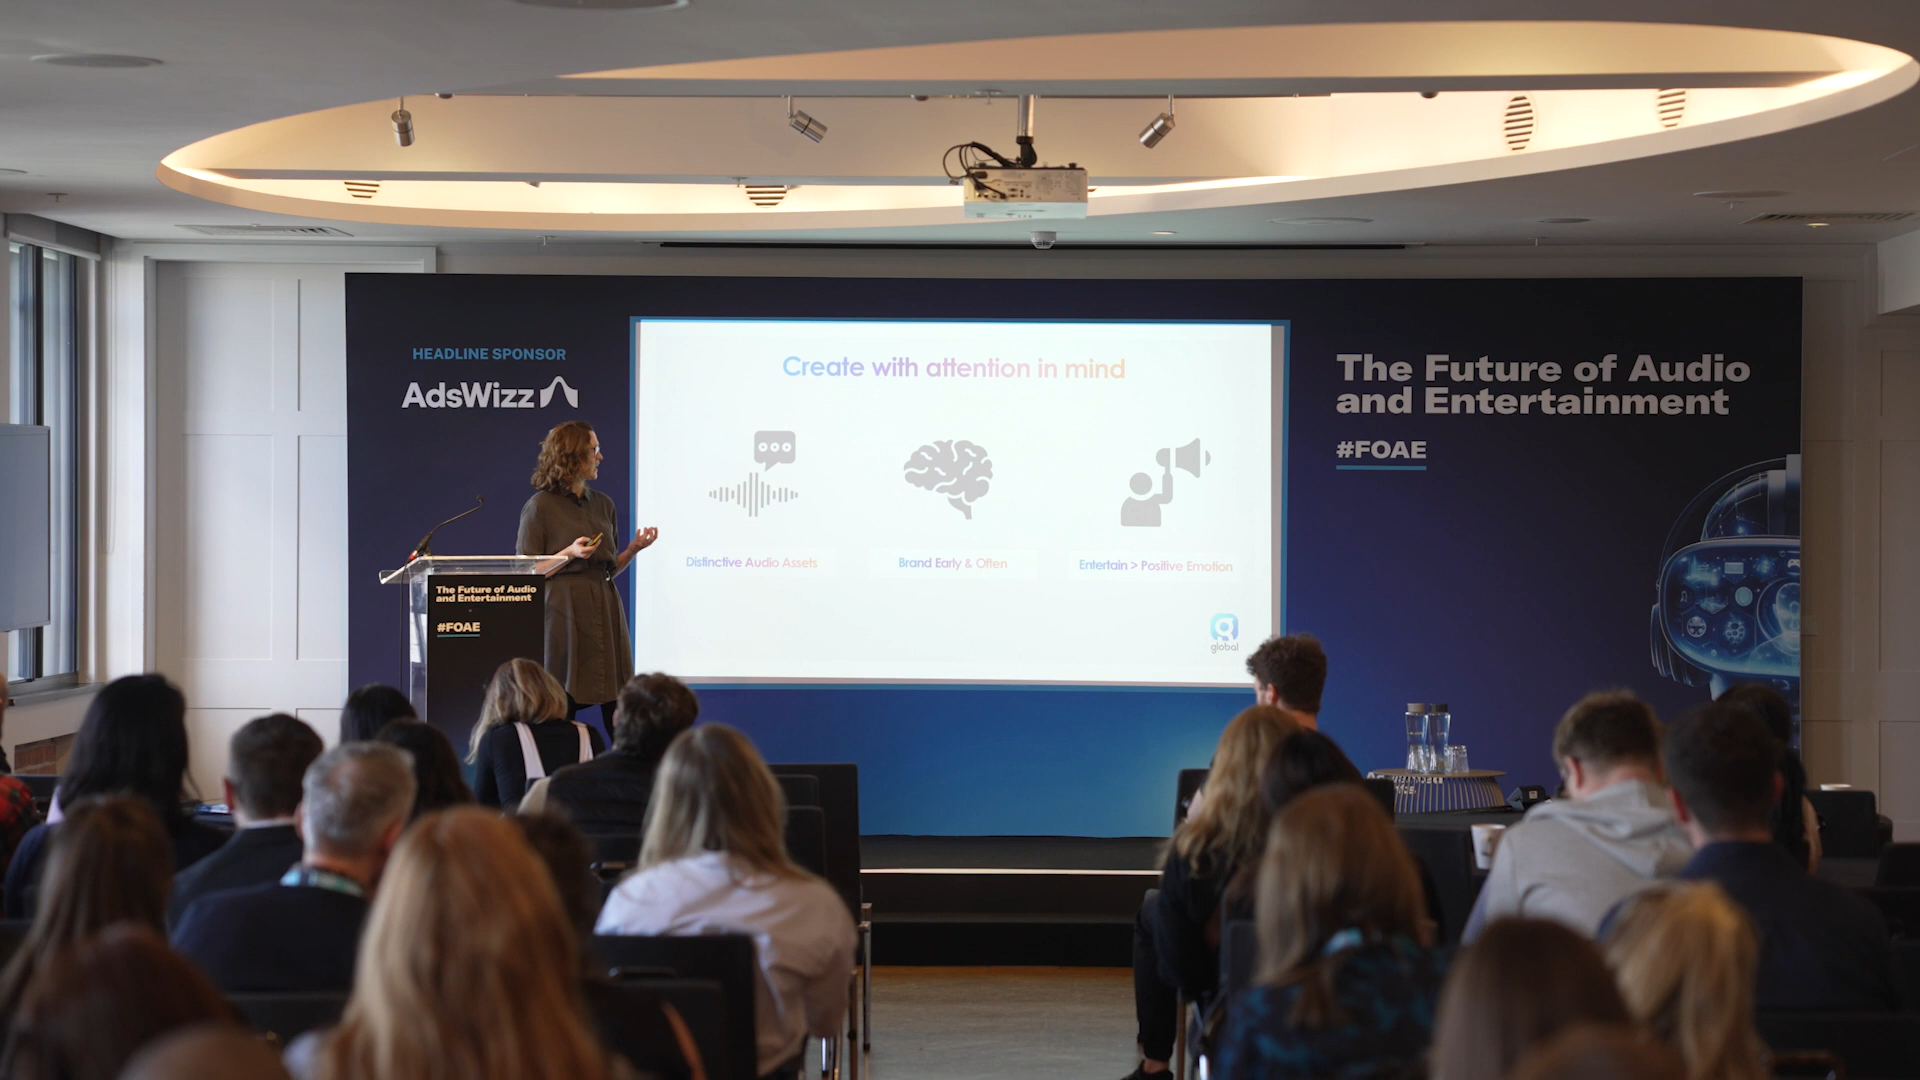 HEADLINE SPONSOR
AdsWizz
Create with attention in mind
Distinctive Audio Assets
Brand Early & Often
Entertain > Positive Emotion
g
global
The Future of Audio
and Entertainment
#FOAE
The Future of Audio
and Entertainment
#FOAE